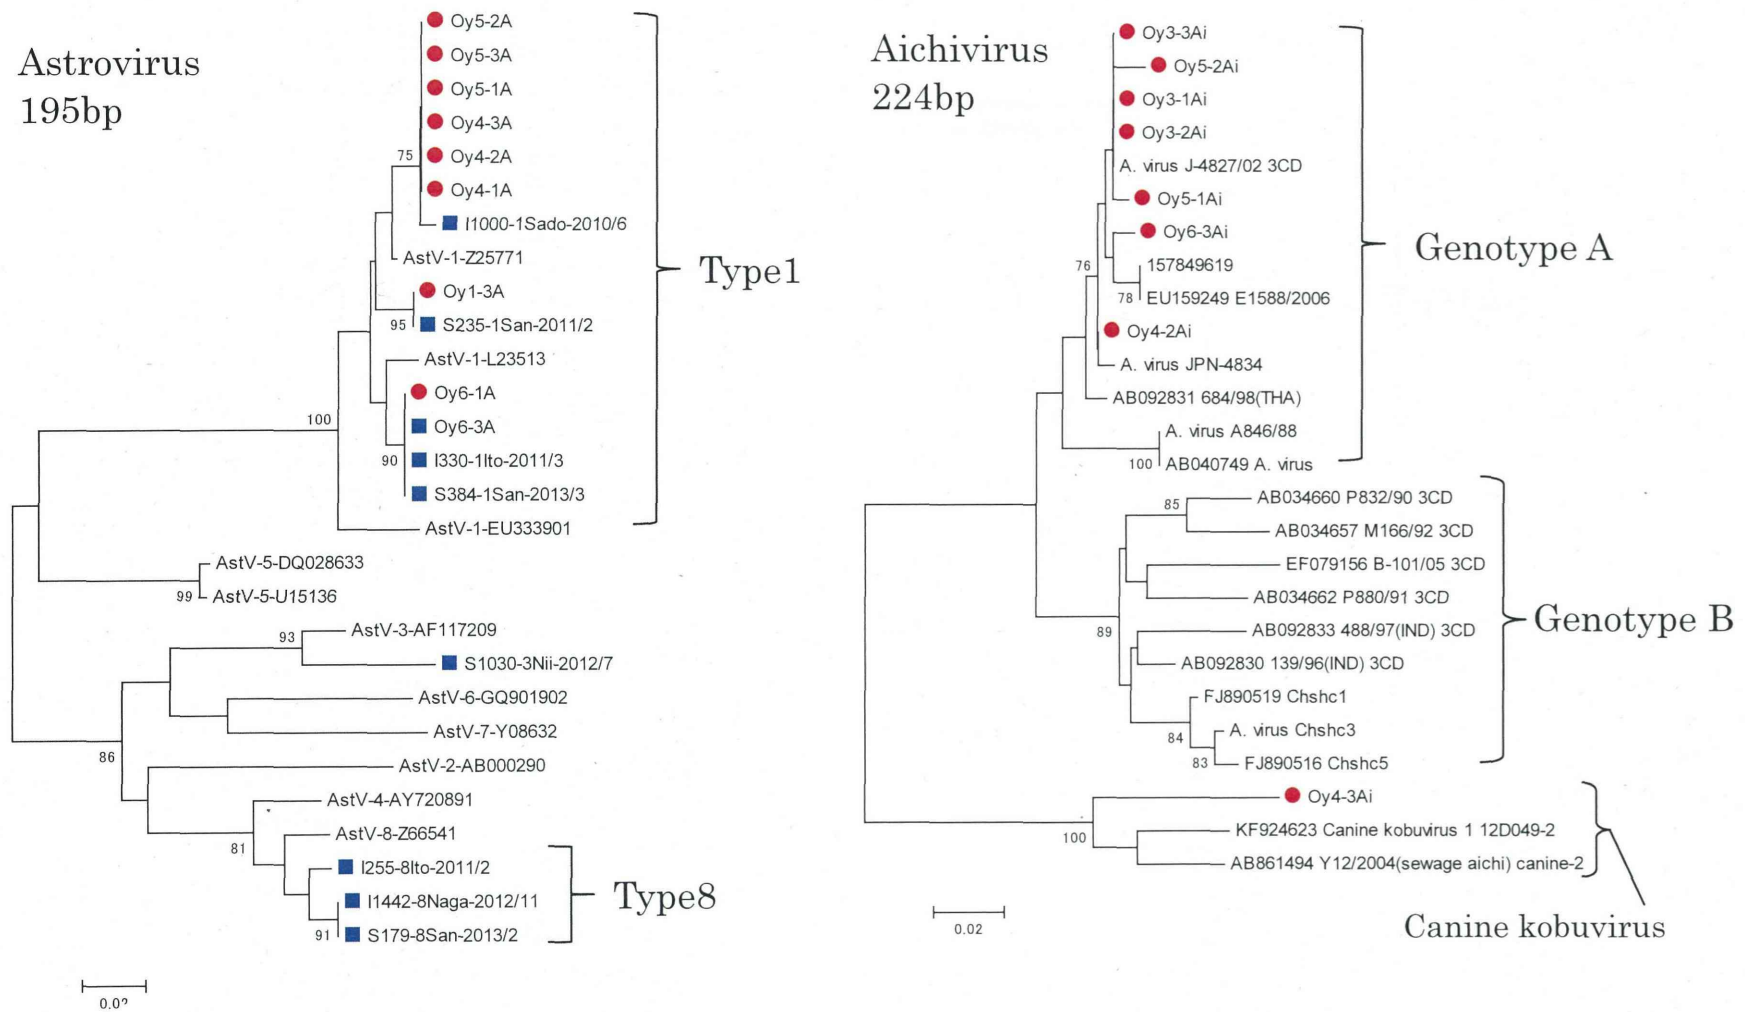 Astrovirus
195bp
Oy5-2A
Oy5-3A
Oy5-1A
Oy4-3A
Oy4-2A
75
Oy4-1A
I1000-1Sado-2010/6
AstV-1-Z25771
Type1
Oy1-3A
95
S235-1San-2011/2
AstV-1-L23513
Oy6-1A
100
Oy6-3A
90
I330-1Ito-2011/3
S384-1San-2013/3
AstV-1-EU333901
AstV-5-DQ028633
99
AstV-5-U15136
AstV-3-AF117209
93
S1030-3Nii-2012/7
AstV-6-GQ901902
AstV-7-Y08632
86
AstV-2-AB000290
AstV-4-AY720891
AstV-8-Z66541
81
I255-8Ito-2011/2
I1442-8Naga-2012/11
Type8
91
S179-8San-2013/2
Aichivirus
224bp
Oy3-3Ai
Oy5-2Ai
Oy3-1Ai
Oy3-2Ai
A. virus J-4827/02 3CD
Oy5-1Ai
Oy6-3Ai
Genotype A
76
157849619
78
EU159249 E1588/2006
Oy4-2Ai
A. virus JPN-4834
AB092831 684/98(THA)
A. virus A846/88
100
AB040749 A. virus
AB034660 P832/90 3CD
85
AB034657 M166/92 3CD
EF079156 B-101/05 3CD
AB034662 P880/91 3CD
89
AB092833 488/97(IND) 3CD
Genotype B
AB092830 139/96(IND) 3CD
FJ890519 Chshc1
84
A. virus Chshc3
83
FJ890516 Chshc5
Oy4-3Ai
100
KF924623 Canine kobuvirus 1 12D049-2
AB861494 Y12/2004(sewage aichi) canine-2
Canine kobuvirus
0.02